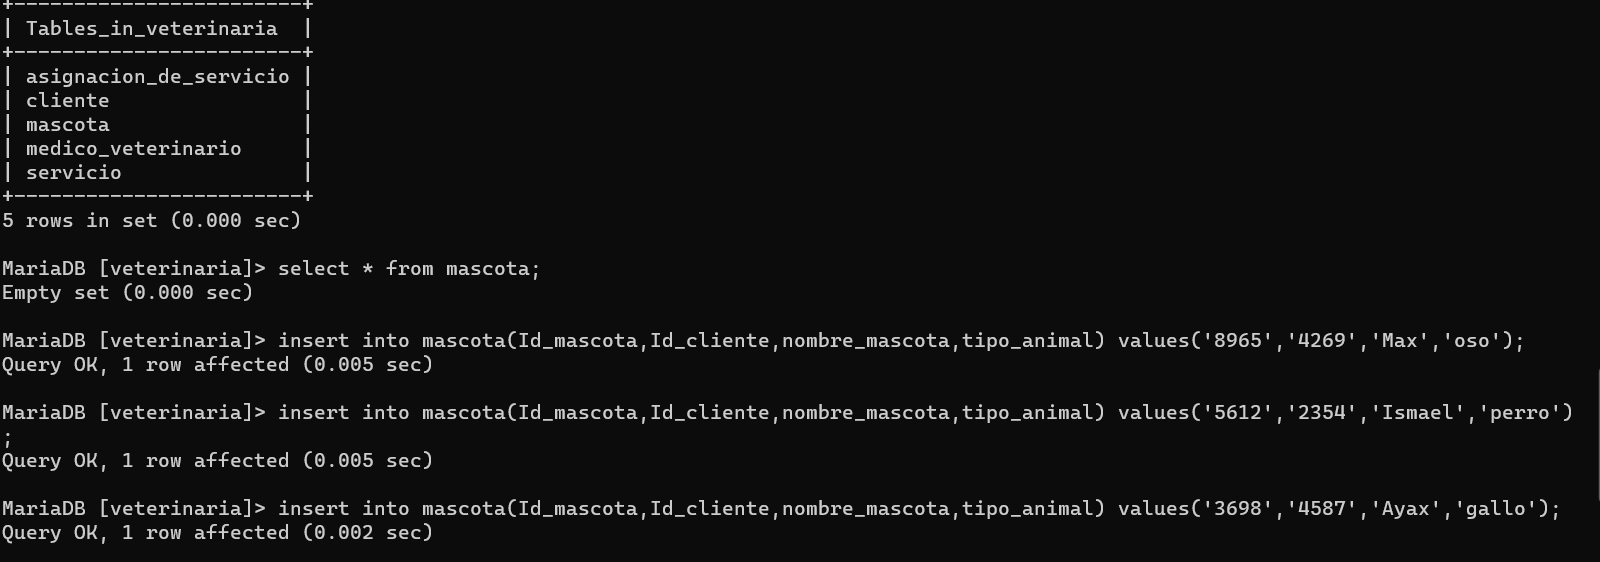 +------------------------+
| Tables_in_veterinaria  |
+------------------------+
| asignacion_de_servicio |
| cliente                |
| mascota                |
| medico_veterinario     |
| servicio               |
+------------------------+
5 rows in set (0.000 sec)
MariaDB [veterinaria]> select * from mascota;
Empty set (0.000 sec)
MariaDB [veterinaria]> insert into mascota(Id_mascota,Id_cliente,nombre_mascota,tipo_animal) values('8965','4269','Max','oso');
Query OK, 1 row affected (0.005 sec)
MariaDB [veterinaria]> insert into mascota(Id_mascota,Id_cliente,nombre_mascota,tipo_animal) values('5612','2354','Ismael','perro')
;
Query OK, 1 row affected (0.005 sec)
MariaDB [veterinaria]> insert into mascota(Id_mascota,Id_cliente,nombre_mascota,tipo_animal) values('3698','4587','Ayax','gallo');
Query OK, 1 row affected (0.002 sec)